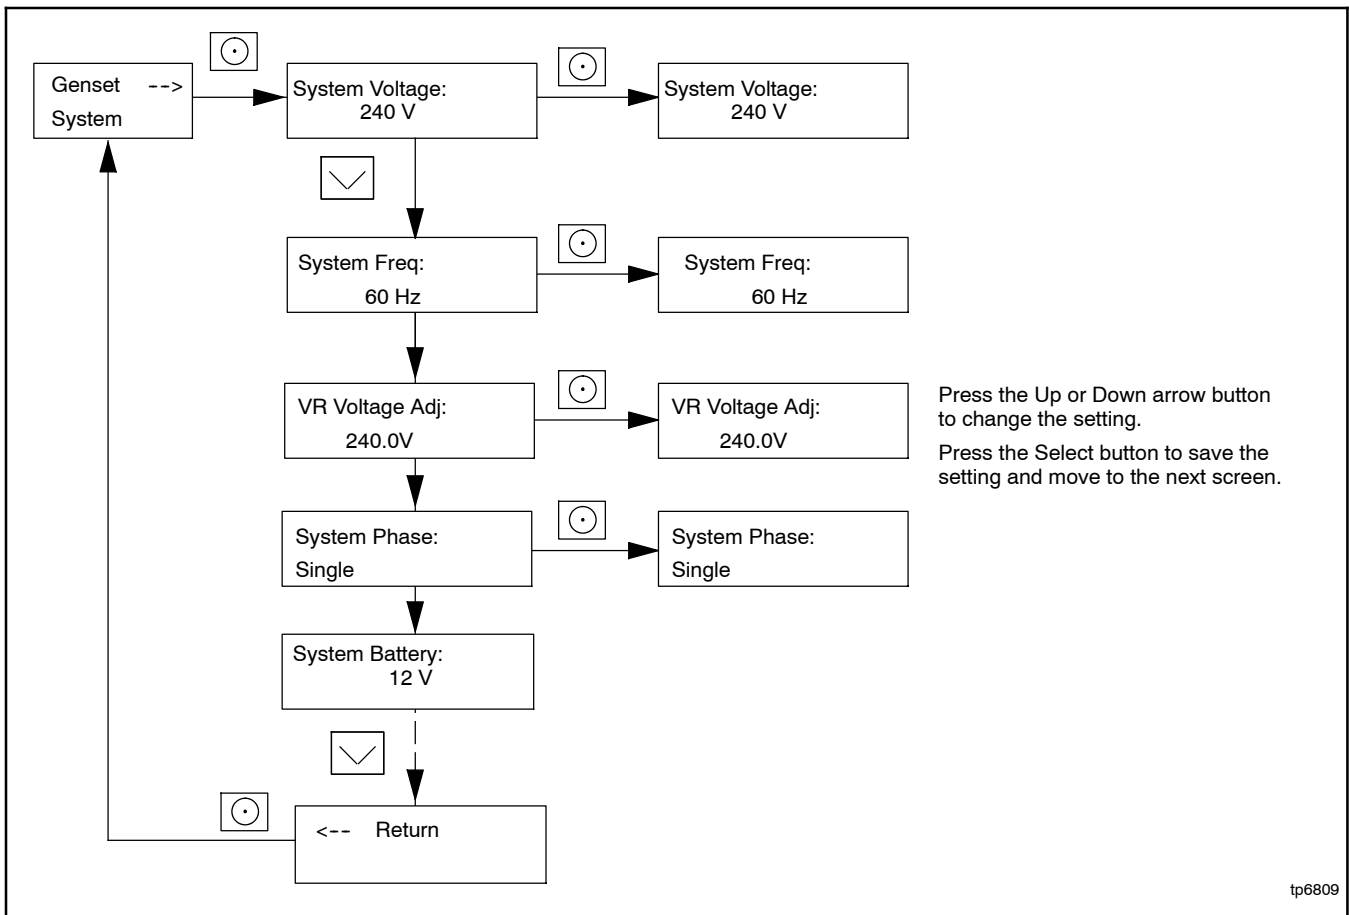 Genset -->
System
System Voltage:
240 V
System Voltage:
240 V
System Freq:
60 Hz
System Freq:
60 Hz
VR Voltage Adj:
240.0V
VR Voltage Adj:
240.0V
Press the Up or Down arrow button
to change the setting.
Press the Select button to save the
setting and move to the next screen.
System Phase:
Single
System Phase:
Single
System Battery:
12 V
<-- Return
tp6809